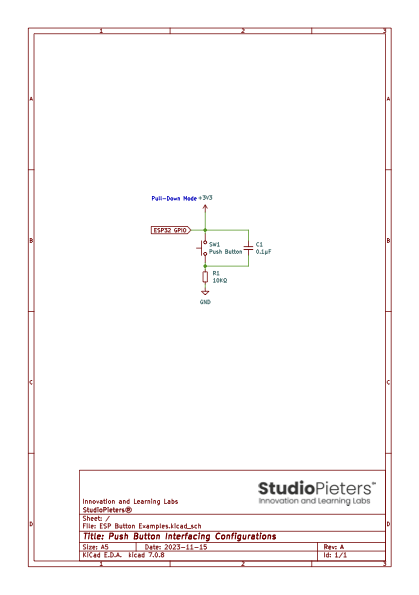 1 2 3
A A
Pull-Down Mode +3V3
ESP32 GPIO
B B
SW1 C1
Push Button 0.1µF
R1
10KΩ
GND
C C
StudioPieters™
Innovation and Learning Labs
Innovation and Learning Labs
StudioPieters®
Sheet: /
File: ESP Button Examples.kicad_sch
D D
Title: Push Button Interfacing Configurations
Size: A5 Date: 2023-11-15 Rev: A
KiCad E.D.A. kicad 7.0.8 Id: 1/1
1 2 3